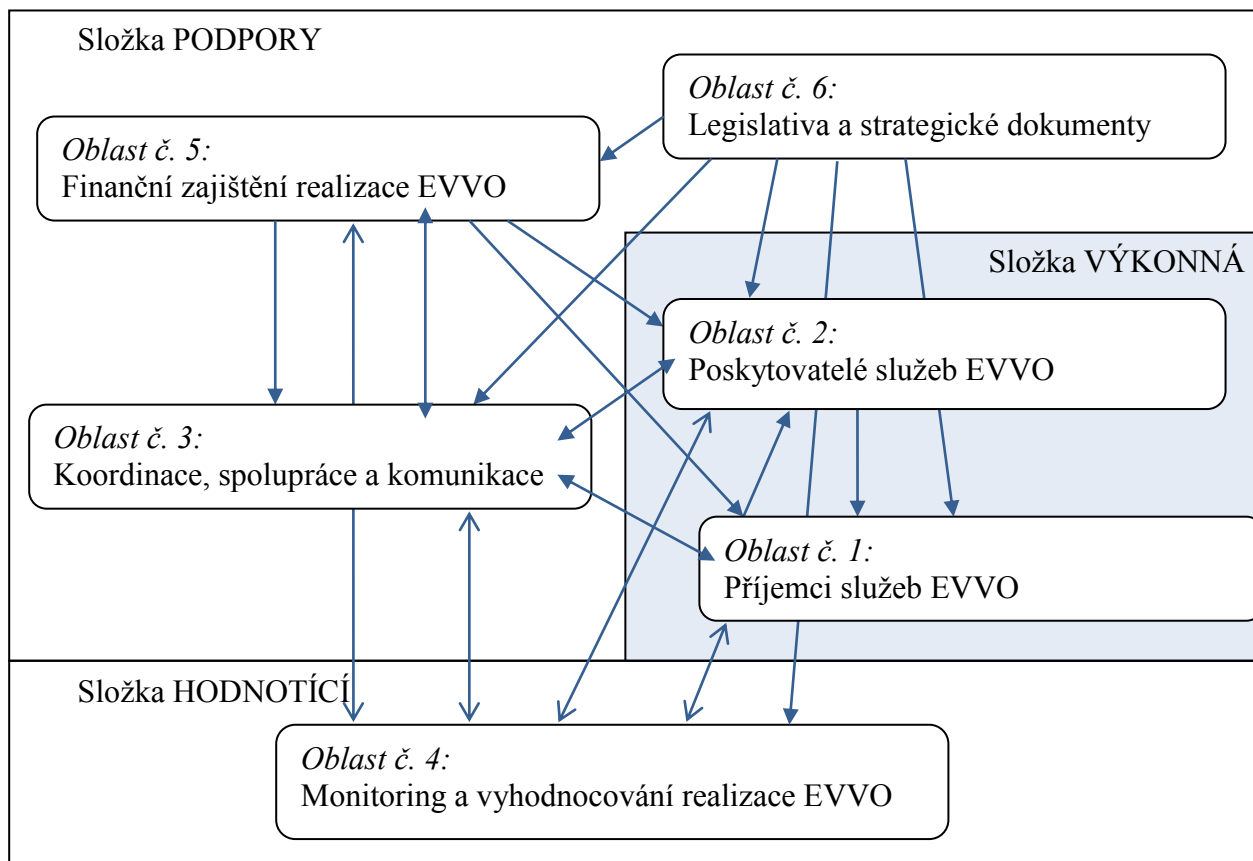 Složka PODPORY
Oblast č. 6:
Legislativa a strategické dokumenty
Oblast č. 5:
Finanční zajištění realizace EVVO
Složka VÝKONNÁ
Oblast č. 2:
Poskytovatelé služeb EVVO
Oblast č. 3:
Koordinace, spolupráce a komunikace
Oblast č. 1:
Příjemci služeb EVVO
Složka HODNOTÍCÍ
Oblast č. 4:
Monitoring a vyhodnocování realizace EVVO